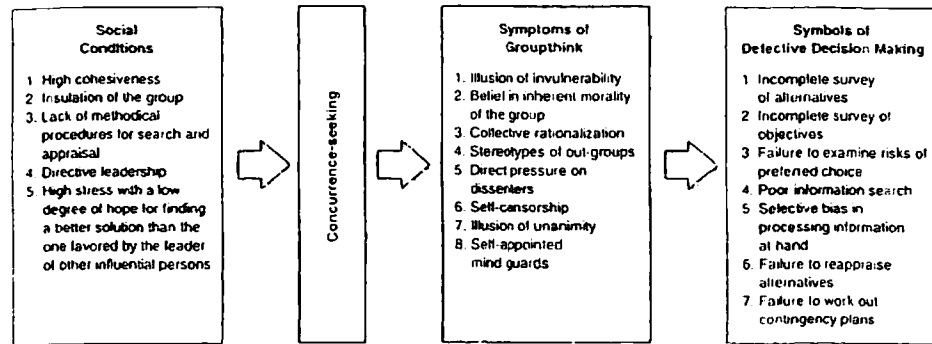 Social
Conditions
1 High cohesiveness
2 Insulation of the group
3. Lack of methodical
procedures for search and
appraisal
4. Directive leadership
5. High stress with a low
degree of hope for finding
a better solution than the
one favored by the leader
of other influential persons
Concurrence-seeking
Symptoms of
Groupthink
1. Illusion of invulnerability
2. Belief in inherent morality
of the group
3 Collective rationalization
4. Stereotypes of out-groups
5 Direct pressure on
dissenters
6. Self-censorship
7. Illusion of unanimity
8. Self-appointed
mind guards
Symbols of
Defective Decision Making
1 Incomplete survey
of alternatives
2 Incomplete survey of
objectives
3 Failure to examine risks of
preferred choice
4. Poor information search
5 Selective bias in
processing information
at hand
6. Failure to reappraise
alternatives
7. Failure to work out
contingency plans